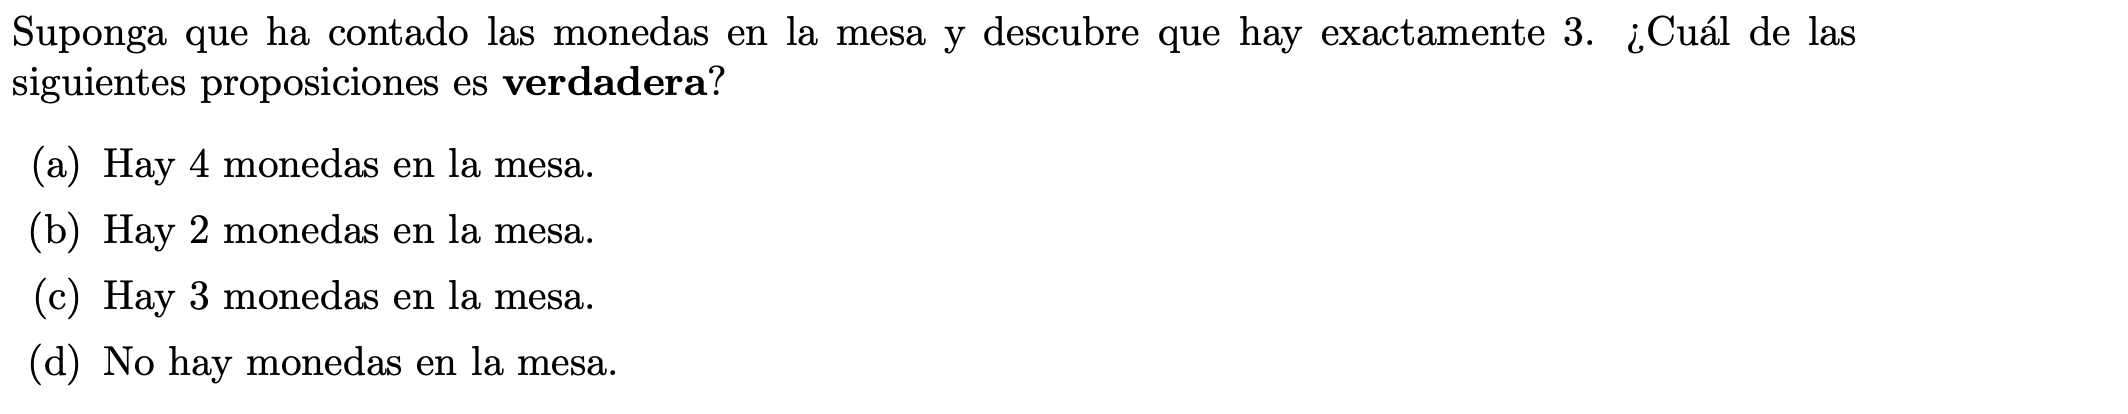 Suponga que ha contado las monedas en la mesa y descubre que hay exactamente 3. ¿Cuál de las
siguientes proposiciones es verdadera?
(a) Hay 4 monedas en la mesa.
(b) Hay 2 monedas en la mesa.
(c) Hay 3 monedas en la mesa.
(d) No hay monedas en la mesa.